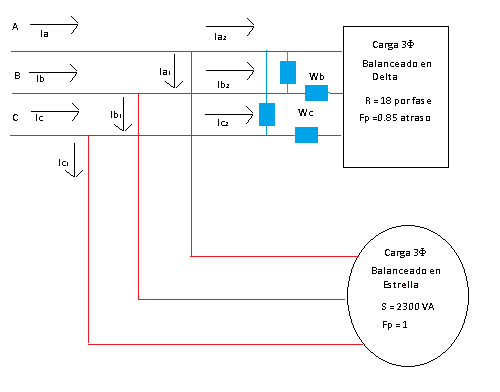 A
Ia
Ia₂
B
Ib
Ia₁
Ib₂
Wb
C
Ic
Ib₁
Ic₂
Wc
Ic₁
Carga 3Φ
Balanceado en
Delta
R = 18 por fase
Fp =0.85 atraso
Carga 3Φ
Balanceado en
Estrella
S = 2300 VA
Fp = 1